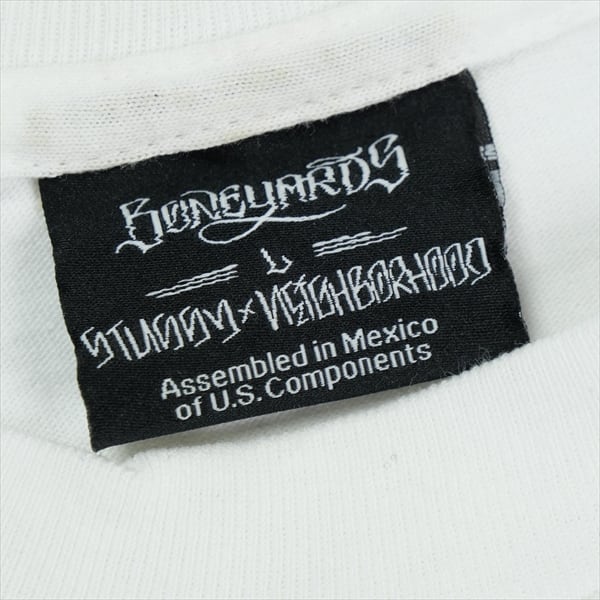 BONEYARDS
L
STUSSY × NEIGHBORHOOD
Assembled in Mexico
of U.S. Components